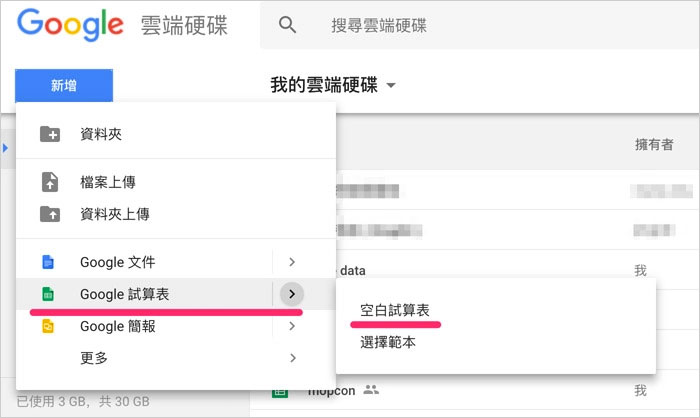 Google 雲端硬碟
搜尋雲端硬碟
新增
我的雲端硬碟
資料夾
擁有者
檔案上傳
資料夾上傳
Google 文件
data
我
Google 試算表
空白試算表
Google 簡報
選擇範本
更多
mopcon
我
已使用 3 GB，共 30 GB